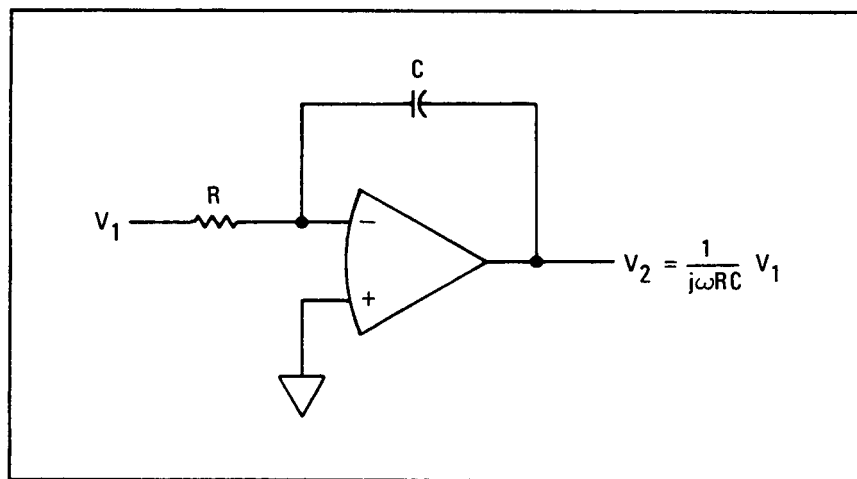 C
R
V₁
−
+
V₂ = 1/jωRC V₁